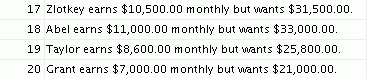 17 Zlotkey earns $10,500.00 monthly but wants $31,500.00.
18 Abel earns $11,000.00 monthly but wants $33,000.00.
19 Taylor earns $8,600.00 monthly but wants $25,800.00.
20 Grant earns $7,000.00 monthly but wants $21,000.00.